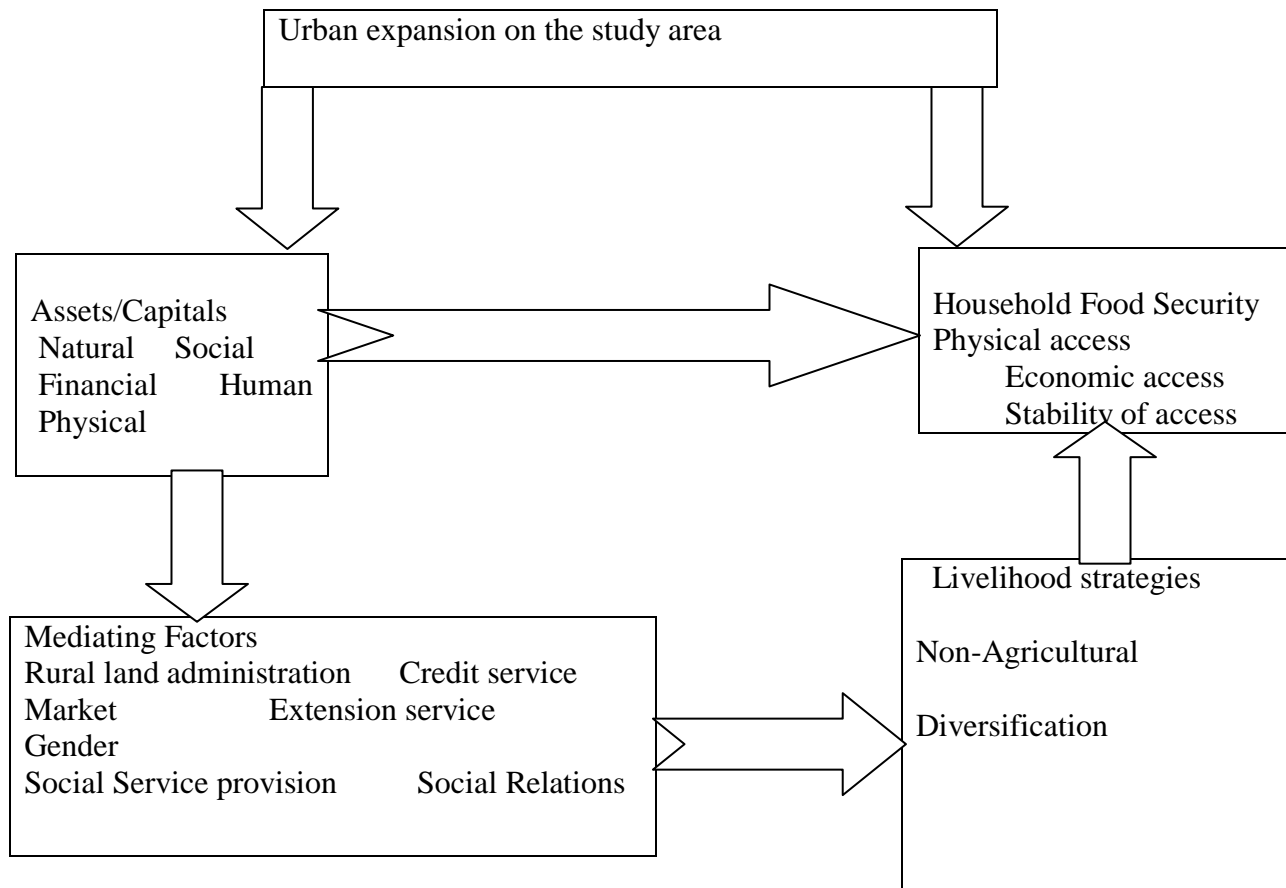 Urban expansion on the study area
Assets/Capitals
Natural Social
Financial Human
Physical
Household Food Security
Physical access
Economic access
Stability of access
Mediating Factors
Rural land administration Credit service
Market Extension service
Gender
Social Service provision Social Relations
Livelihood strategies
Non-Agricultural
Diversification